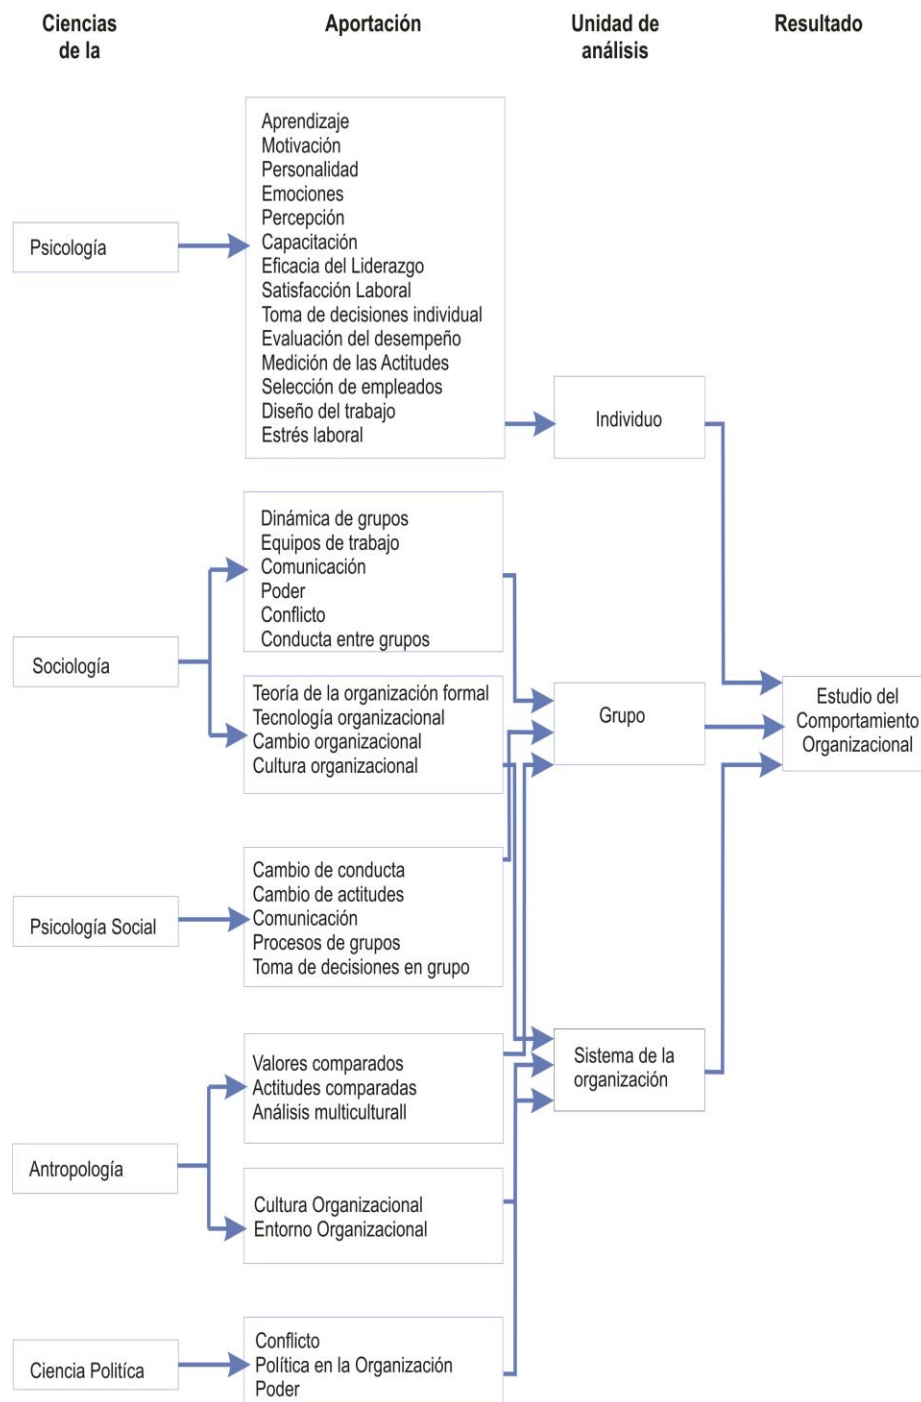 Ciencias
de la
Aportación
Unidad de
análisis
Resultado
Psicología
Aprendizaje
Motivación
Personalidad
Emociones
Percepción
Capacitación
Eficacia del Liderazgo
Satisfacción Laboral
Toma de decisiones individual
Evaluación del desempeño
Medición de las Actitudes
Selección de empleados
Diseño del trabajo
Estrés laboral
Individuo
Sociología
Dinámica de grupos
Equipos de trabajo
Comunicación
Poder
Conflicto
Conducta entre grupos
Teoría de la organización formal
Tecnología organizacional
Cambio organizacional
Cultura organizacional
Grupo
Estudio del
Comportamiento
Organizacional
Psicología Social
Cambio de conducta
Cambio de actitudes
Comunicación
Procesos de grupos
Toma de decisiones en grupo
Sistema de la
organización
Antropología
Valores comparados
Actitudes comparadas
Análisis multiculturall
Cultura Organizacional
Entorno Organizacional
Ciencia Politíca
Conflicto
Política en la Organización
Poder